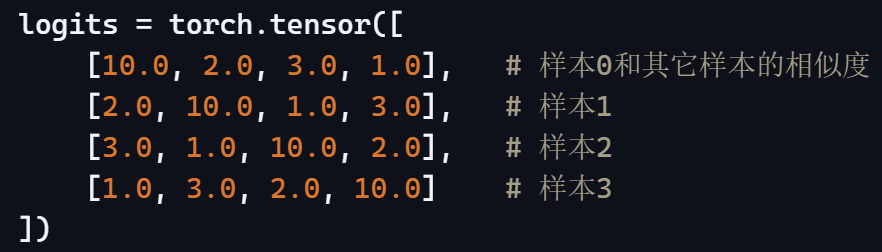 logits = torch.tensor([
    [10.0, 2.0, 3.0, 1.0],   # 样本0和其它样本的相似度
    [2.0, 10.0, 1.0, 3.0],   # 样本1
    [3.0, 1.0, 10.0, 2.0],   # 样本2
    [1.0, 3.0, 2.0, 10.0]    # 样本3
])